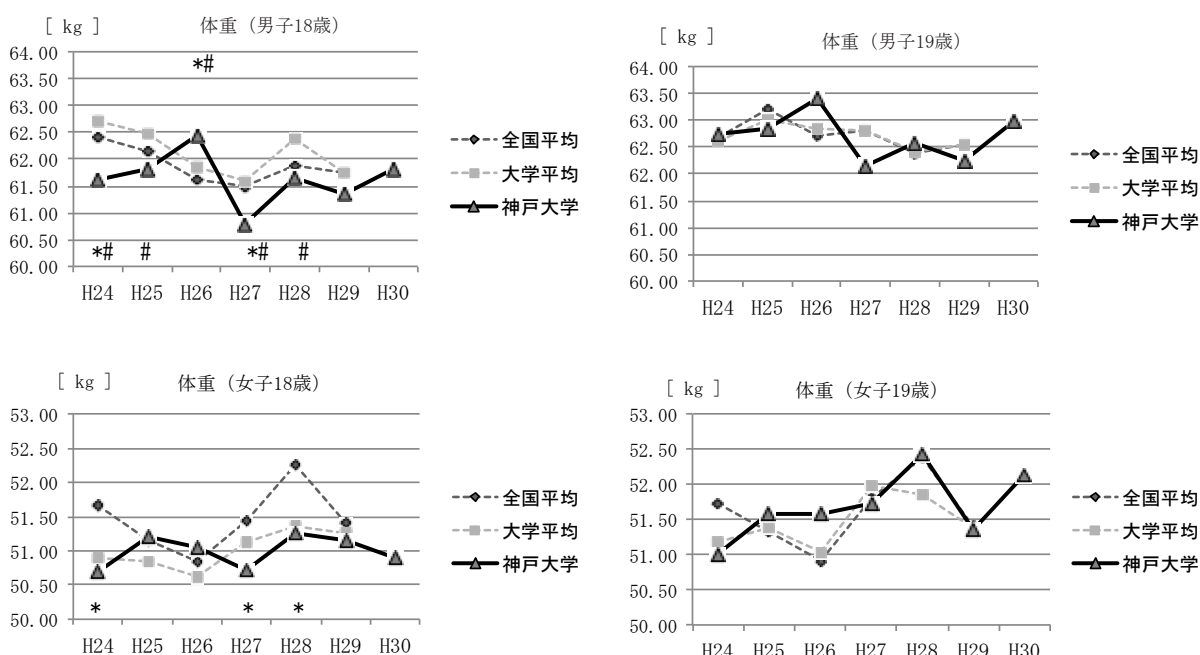 [ kg ] 体重（男子18歳）
64.00
63.50
63.00
62.50
62.00
61.50
61.00
60.50
60.00
*#
*# # *# #
H24 H25 H26 H27 H28 H29 H30
全国平均
大学平均
神戸大学
[ kg ] 体重（男子19歳）
64.00
63.50
63.00
62.50
62.00
61.50
61.00
60.50
60.00
H24 H25 H26 H27 H28 H29 H30
全国平均
大学平均
神戸大学
[ kg ] 体重（女子18歳）
53.00
52.50
52.00
51.50
51.00
50.50
50.00
* * *
H24 H25 H26 H27 H28 H29 H30
全国平均
大学平均
神戸大学
[ kg ] 体重（女子19歳）
53.00
52.50
52.00
51.50
51.00
50.50
50.00
H24 H25 H26 H27 H28 H29 H30
全国平均
大学平均
神戸大学